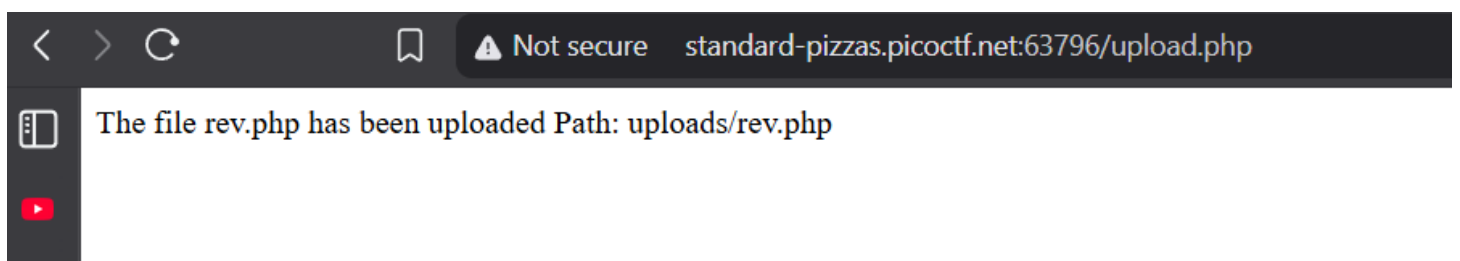 Not secure standard-pizzas.picoctf.net:63796/upload.php
The file rev.php has been uploaded Path: uploads/rev.php